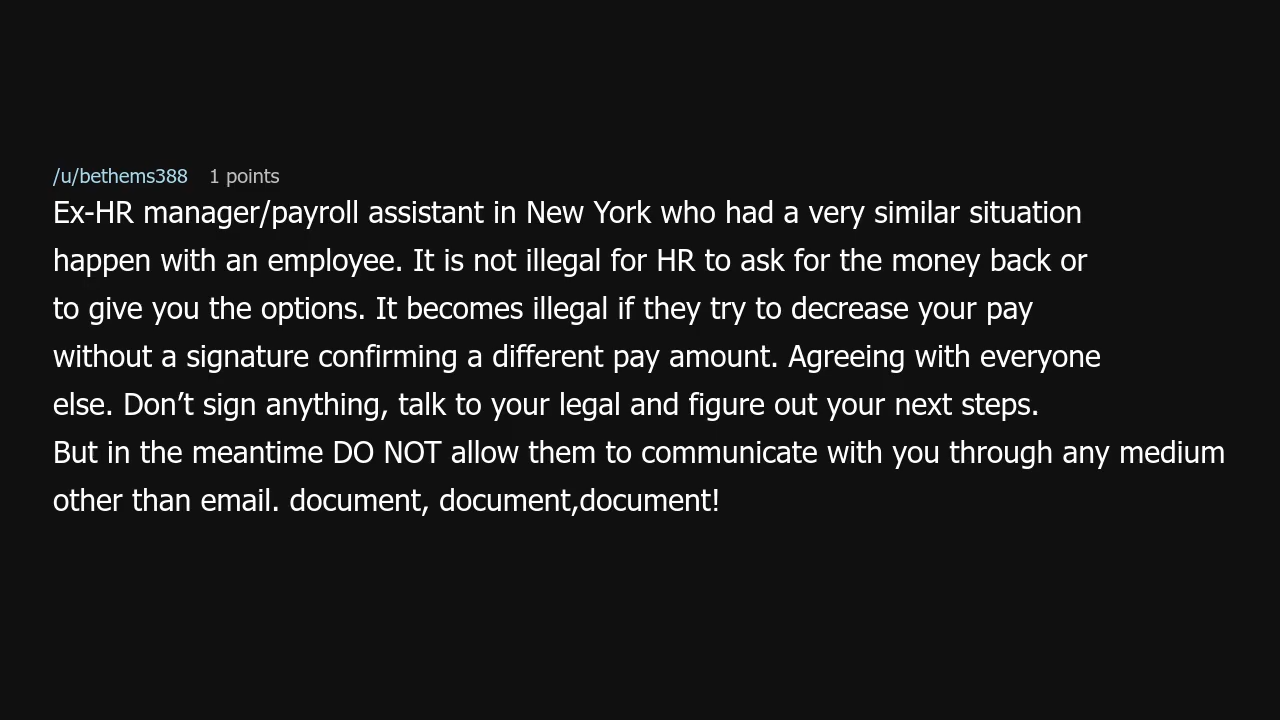 /u/bethems388 1 points
Ex-HR manager/payroll assistant in New York who had a very similar situation
happen with an employee. It is not illegal for HR to ask for the money back or
to give you the options. It becomes illegal if they try to decrease your pay
without a signature confirming a different pay amount. Agreeing with everyone
else. Don’t sign anything, talk to your legal and figure out your next steps.
But in the meantime DO NOT allow them to communicate with you through any medium
other than email. document, document,document!